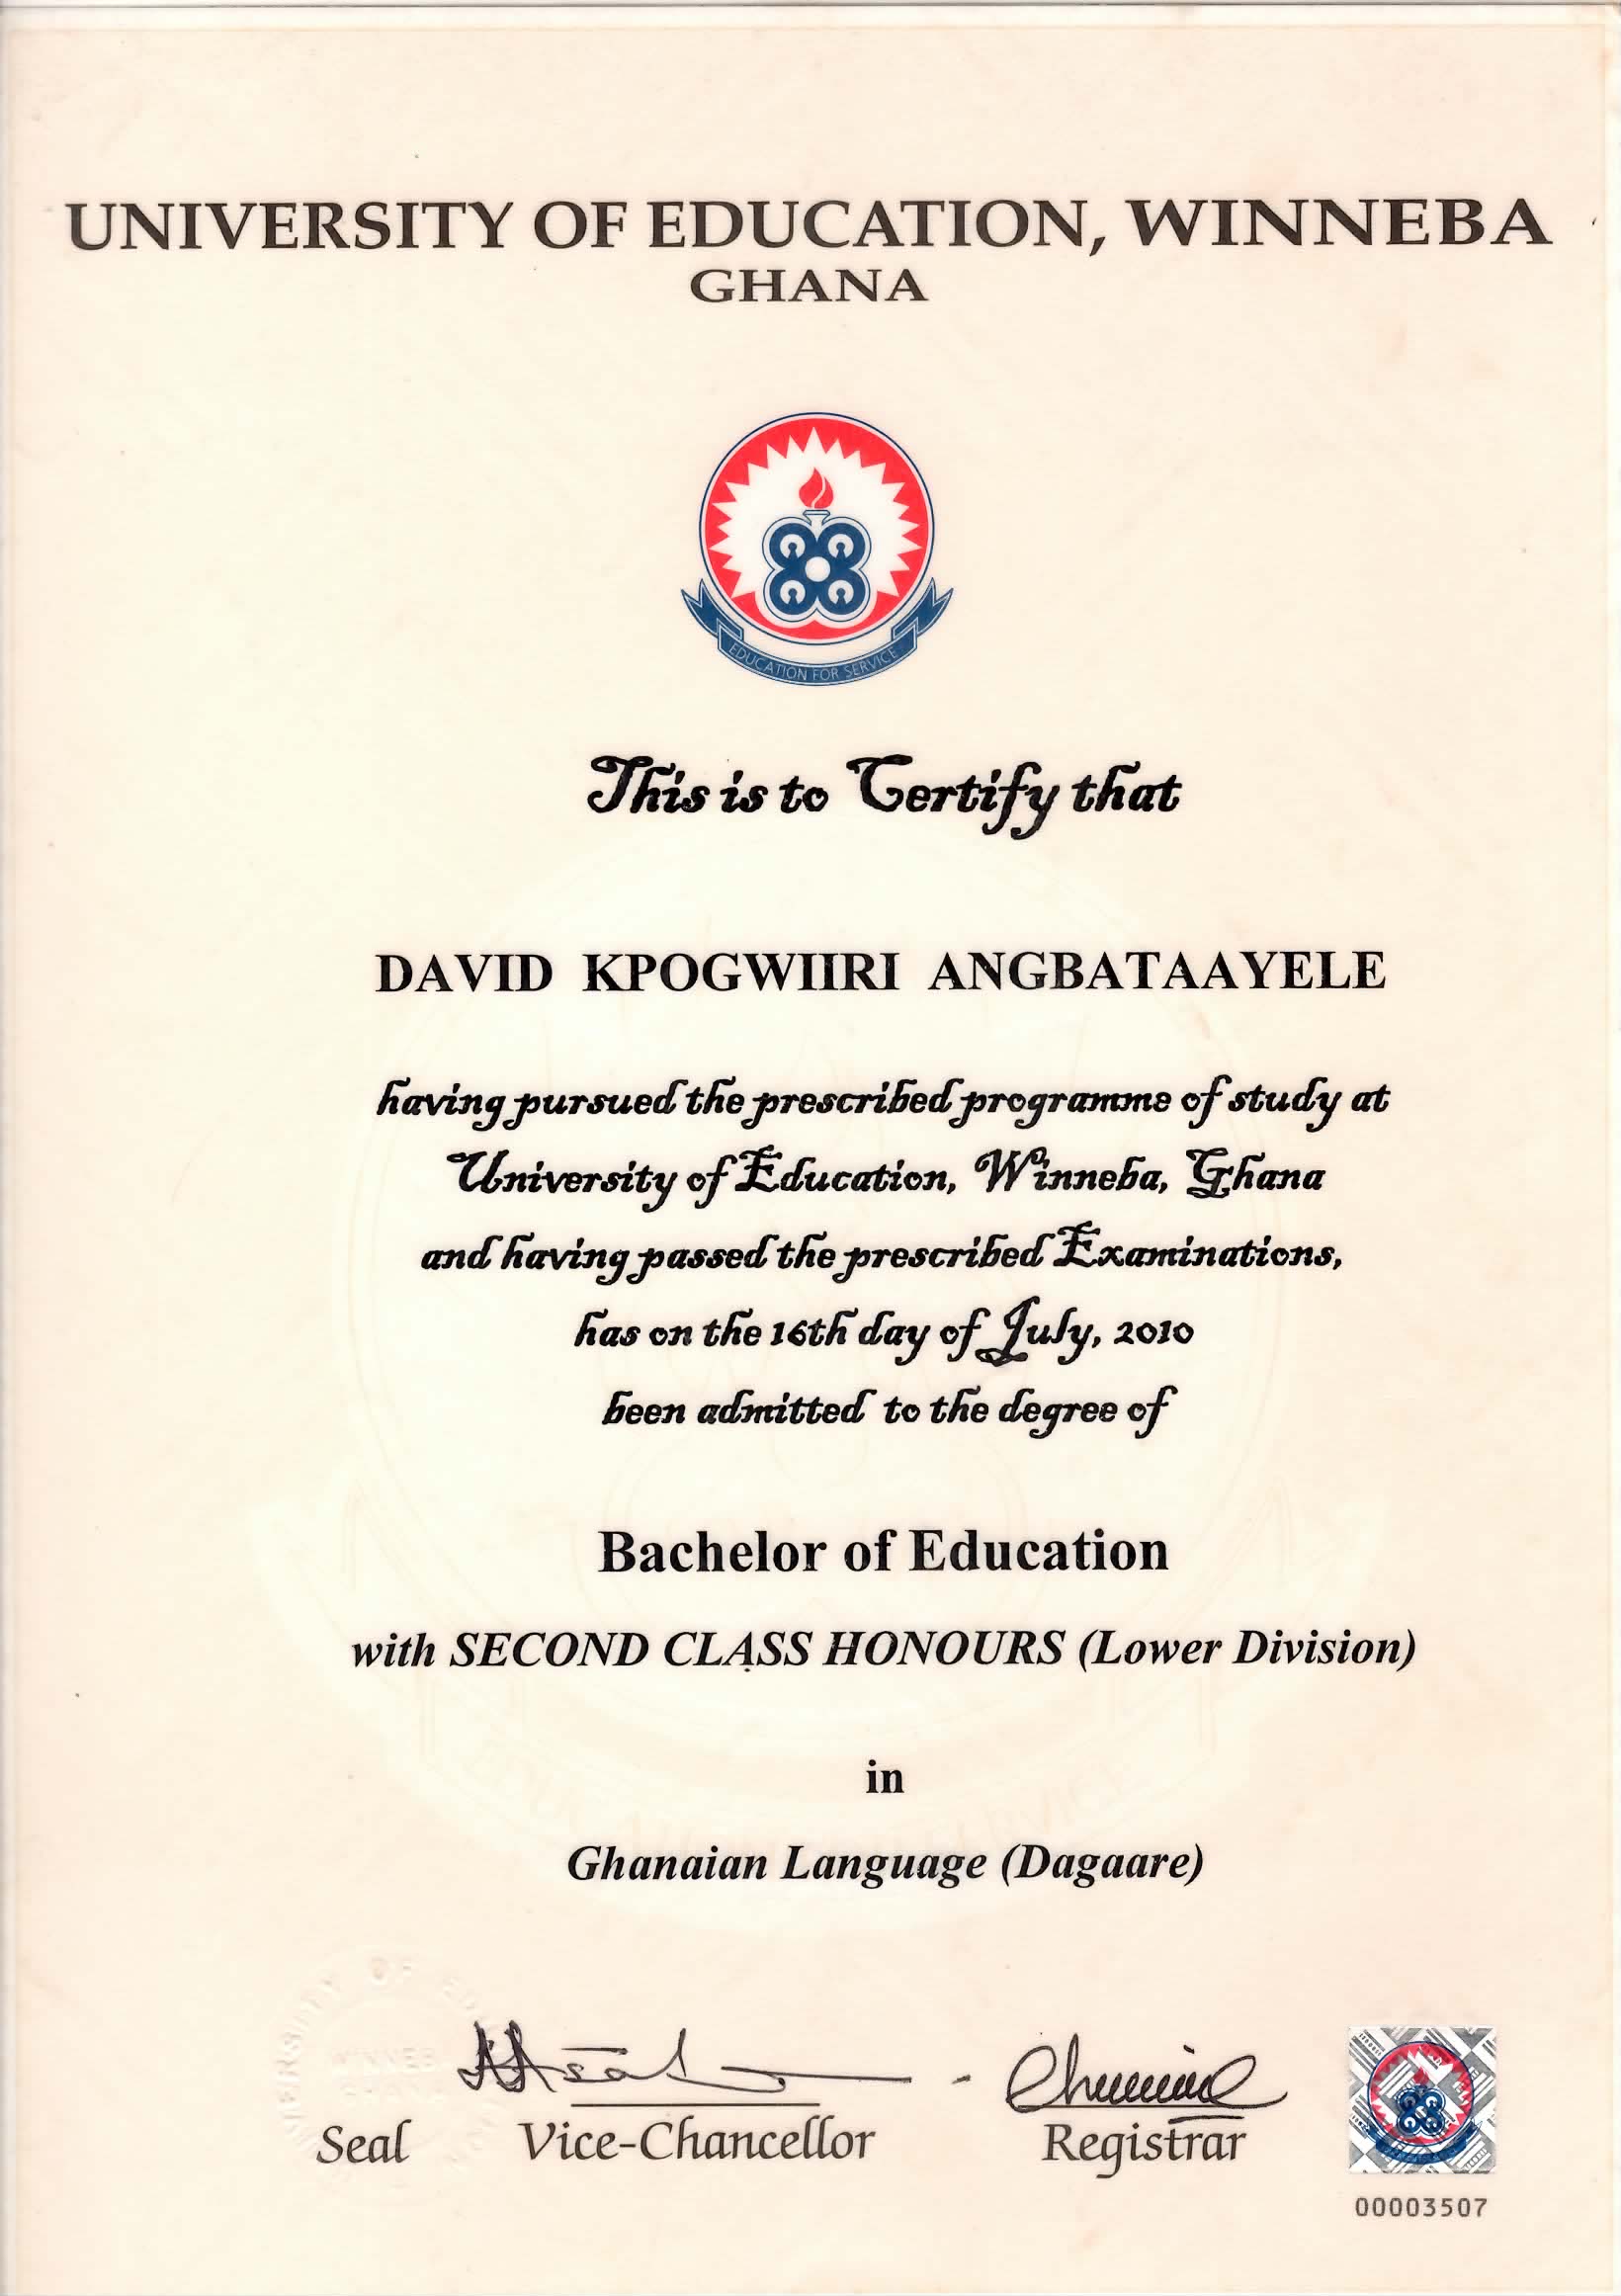 UNIVERSITY OF EDUCATION, WINNEBA
GHANA
EDUCATION FOR SERVICE
This is to Certify that
DAVID KPOGWIIRI ANGBATAAYELE
having pursued the prescribed programme of study at
University of Education, Winneba, Ghana
and having passed the prescribed Examinations,
has on the 16th day of July, 2010
been admitted to the degree of
Bachelor of Education
with SECOND CLASS HONOURS (Lower Division)
in
Ghanaian Language (Dagaare)
Seal Vice-Chancellor Registrar
00003507